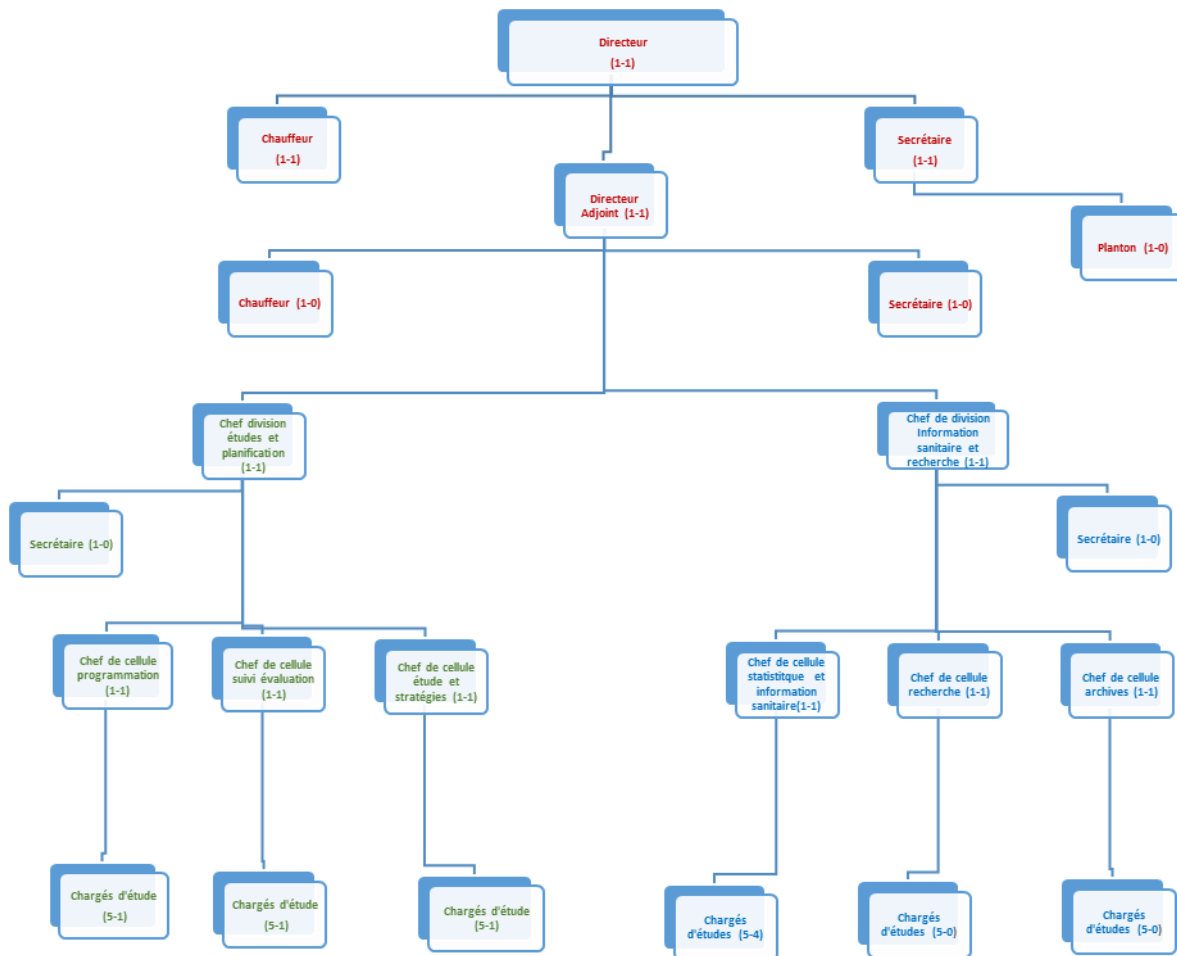 Directeur
(1-1)
Chauffeur
(1-1)
Secrétaire
(1-1)
Directeur
Adjoint (1-1)
Planton (1-0)
Chauffeur (1-0)
Secrétaire (1-0)
Chef division
études et
planification
(1-1)
Chef de division
Information
sanitaire et
recherche (1-1)
Secrétaire (1-0)
Secrétaire (1-0)
Chef de cellule
programmation
(1-1)
Chef de cellule
suivi évaluation
(1-1)
Chef de cellule
étude et
stratégies (1-1)
Chef de cellule
statistitque et
information
sanitaire(1-1)
Chef de cellule
recherche (1-1)
Chef de cellule
archives (1-1)
Chargés d'étude
(5-1)
Chargés d'étude
(5-1)
Chargés d'étude
(5-1)
Chargés
d'études (5-4)
Chargés
d'études (5-0)
Chargés
d'études (5-0)